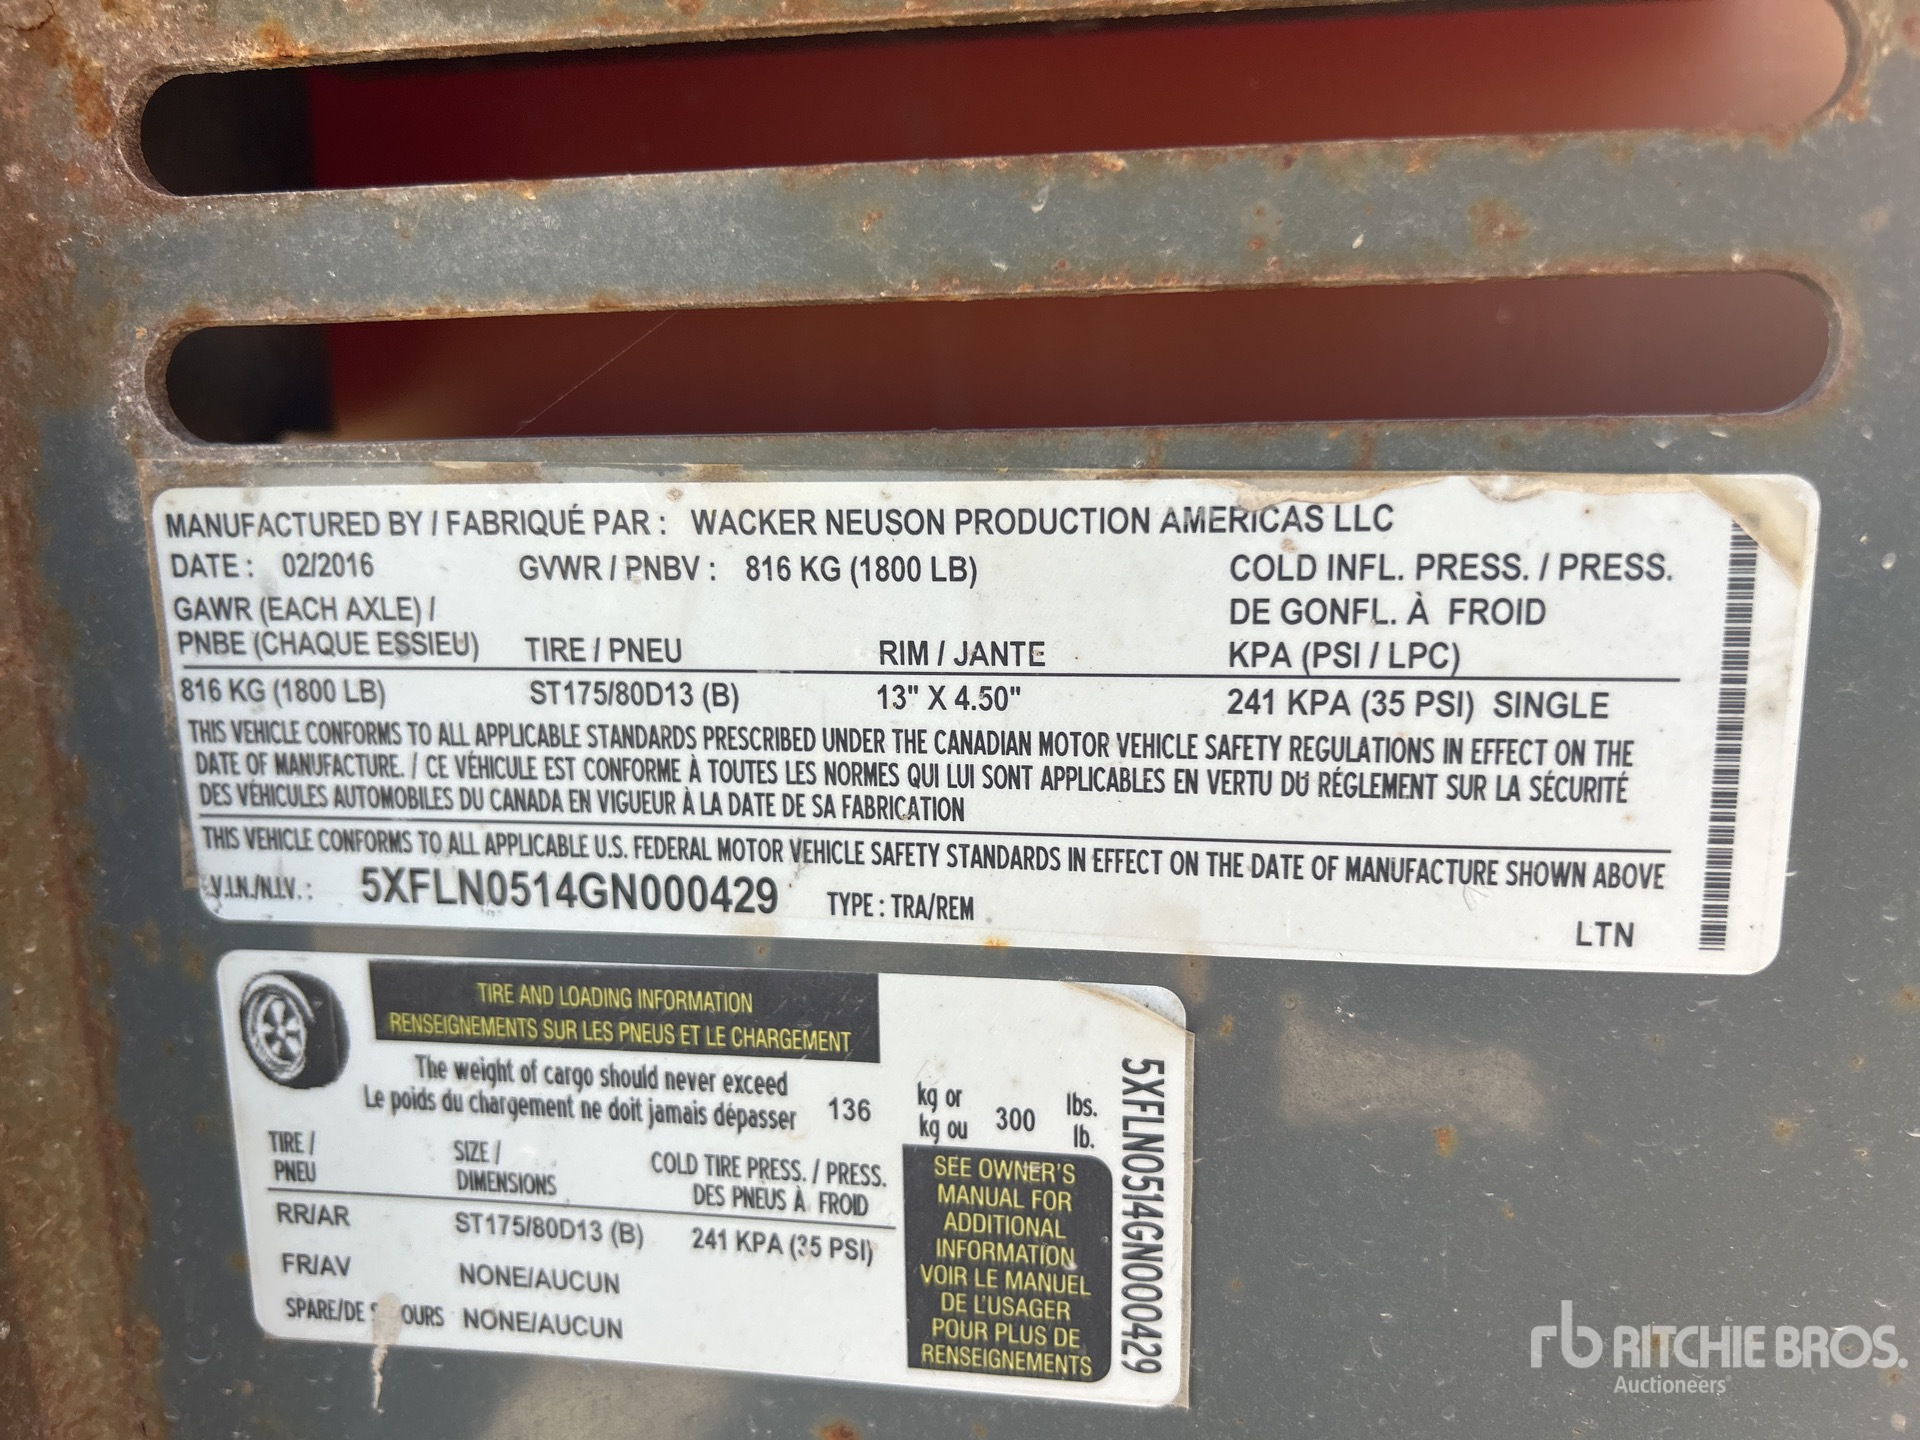 MANUFACTURED BY / FABRIQUÉ PAR : WACKER NEUSON PRODUCTION AMERICAS LLC
DATE : 02/2016 GVWR / PNBV : 816 KG (1800 LB) COLD INFL. PRESS. / PRESS.
GAWR (EACH AXLE) / DE GONFL. À FROID
PNBE (CHAQUE ESSIEU) TIRE / PNEU RIM / JANTE KPA (PSI / LPC)
816 KG (1800 LB) ST175/80D13 (B) 13" X 4.50" 241 KPA (35 PSI) SINGLE
THIS VEHICLE CONFORMS TO ALL APPLICABLE STANDARDS PRESCRIBED UNDER THE CANADIAN MOTOR VEHICLE SAFETY REGULATIONS IN EFFECT ON THE
DATE OF MANUFACTURE. / CE VÉHICULE EST CONFORME À TOUTES LES NORMES QUI LUI SONT APPLICABLES EN VERTU DU RÉGLEMENT SUR LA SÉCURITÉ
DES VÉHICULES AUTOMOBILES DU CANADA EN VIGUEUR À LA DATE DE SA FABRICATION
THIS VEHICLE CONFORMS TO ALL APPLICABLE U.S. FEDERAL MOTOR VEHICLE SAFETY STANDARDS IN EFFECT ON THE DATE OF MANUFACTURE SHOWN ABOVE
V.I.N./N.I.V.: 5XFLN0514GN000429 TYPE : TRA/REM
LTN
TIRE AND LOADING INFORMATION
RENSEIGNEMENTS SUR LES PNEUS ET LE CHARGEMENT
The weight of cargo should never exceed
Le poids du chargement ne doit jamais dépasser 136 kg or
kg ou 300 lbs.
lb.
TIRE /
PNEU SIZE /
DIMENSIONS COLD TIRE PRESS. / PRESS.
DES PNEUS À FROID
RR/AR ST175/80D13 (B) 241 KPA (35 PSI)
FR/AV NONE/AUCUN
SPARE/DE S OURS NONE/AUCUN
SEE OWNER'S
MANUAL FOR
ADDITIONAL
INFORMATION
VOIR LE MANUEL
DE L'USAGER
POUR PLUS DE
RENSEIGNEMENTS
5XFLN0514GN000429
rb RITCHIE BROS.
Auctioneers